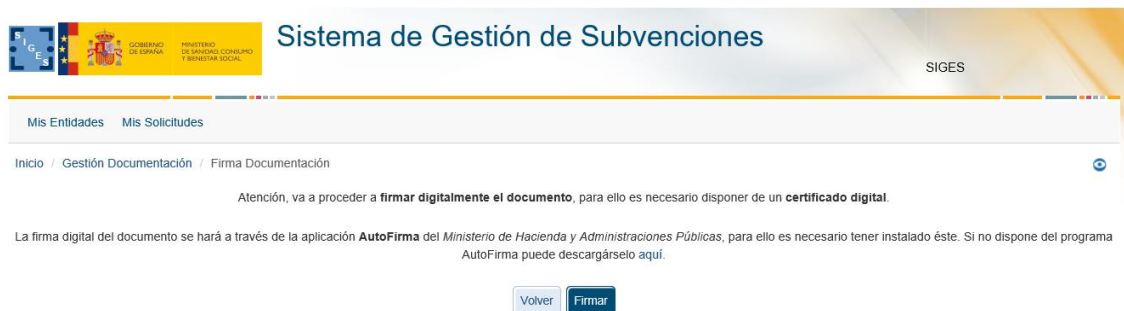 SIGES
GOBIERNO
DE ESPAÑA
MINISTERIO
DE SANIDAD, CONSUMO
Y BIENESTAR SOCIAL
Sistema de Gestión de Subvenciones
SIGES
Mis Entidades Mis Solicitudes
Inicio / Gestión Documentación / Firma Documentación
Atención, va a proceder a firmar digitalmente el documento, para ello es necesario disponer de un certificado digital.
La firma digital del documento se hará a través de la aplicación AutoFirma del Ministerio de Hacienda y Administraciones Públicas, para ello es necesario tener instalado éste. Si no dispone del programa
AutoFirma puede descargárselo aquí.
Volver Firmar